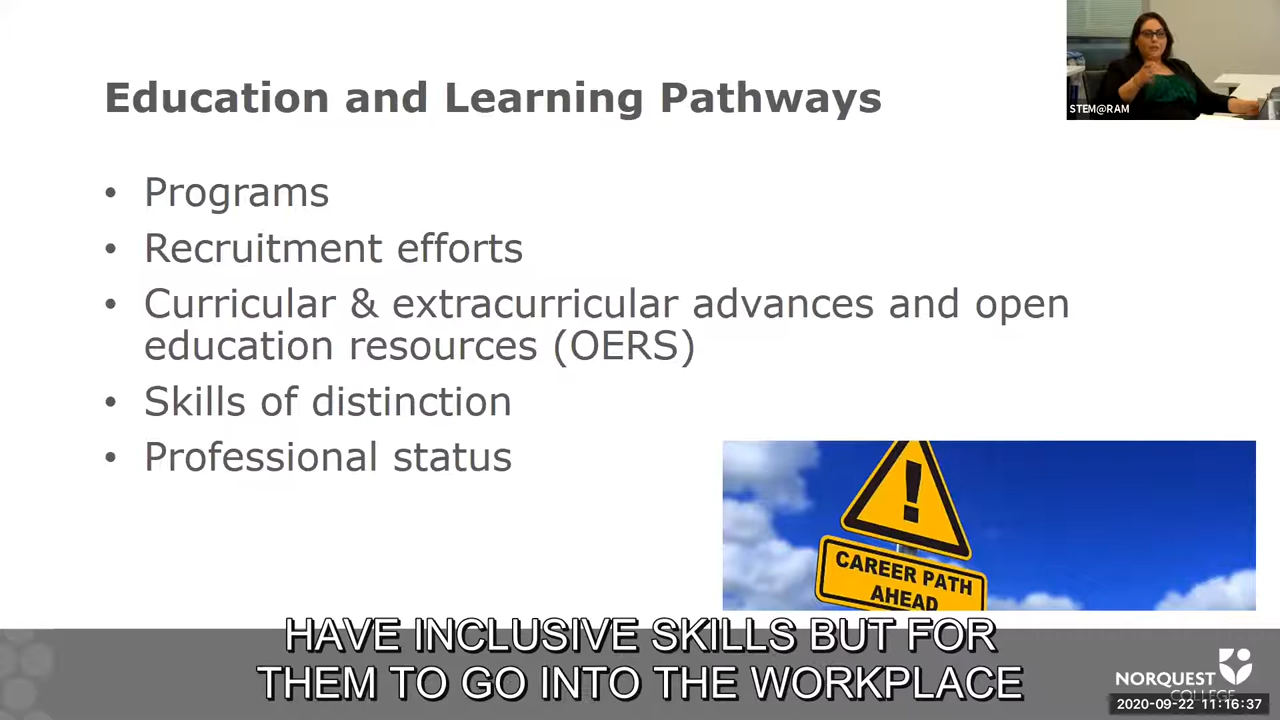 Education and Learning Pathways
STEM@RAM
• Programs
• Recruitment efforts
• Curricular & extracurricular advances and open
education resources (OERS)
• Skills of distinction
• Professional status
CAREER PATH
AHEAD
HAVE INCLUSIVE SKILLS BUT FOR
THEM TO GO INTO THE WORKPLACE
NORQUEST
COLLEGE
2020-09-22 11:16:37